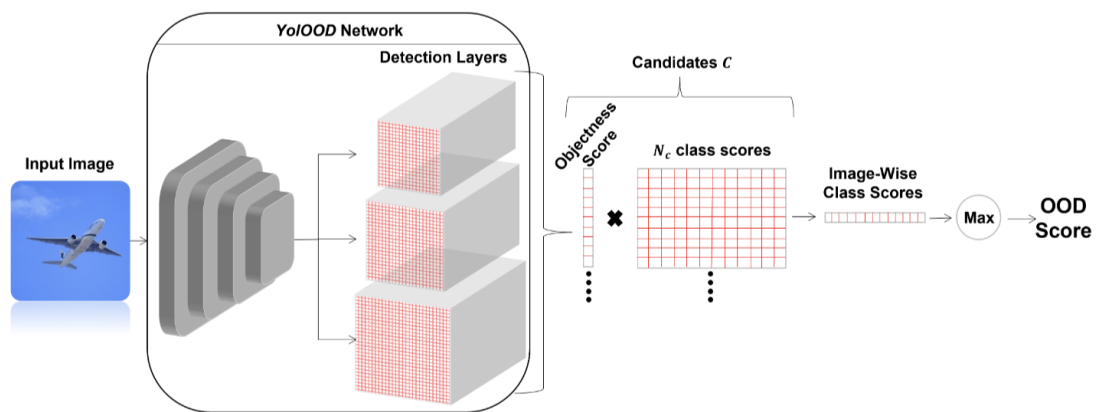 YolOOD Network
Detection Layers
Input Image
Candidates C
Objectness
Score
N_c class scores
Image-Wise
Class Scores
Max
OOD
Score